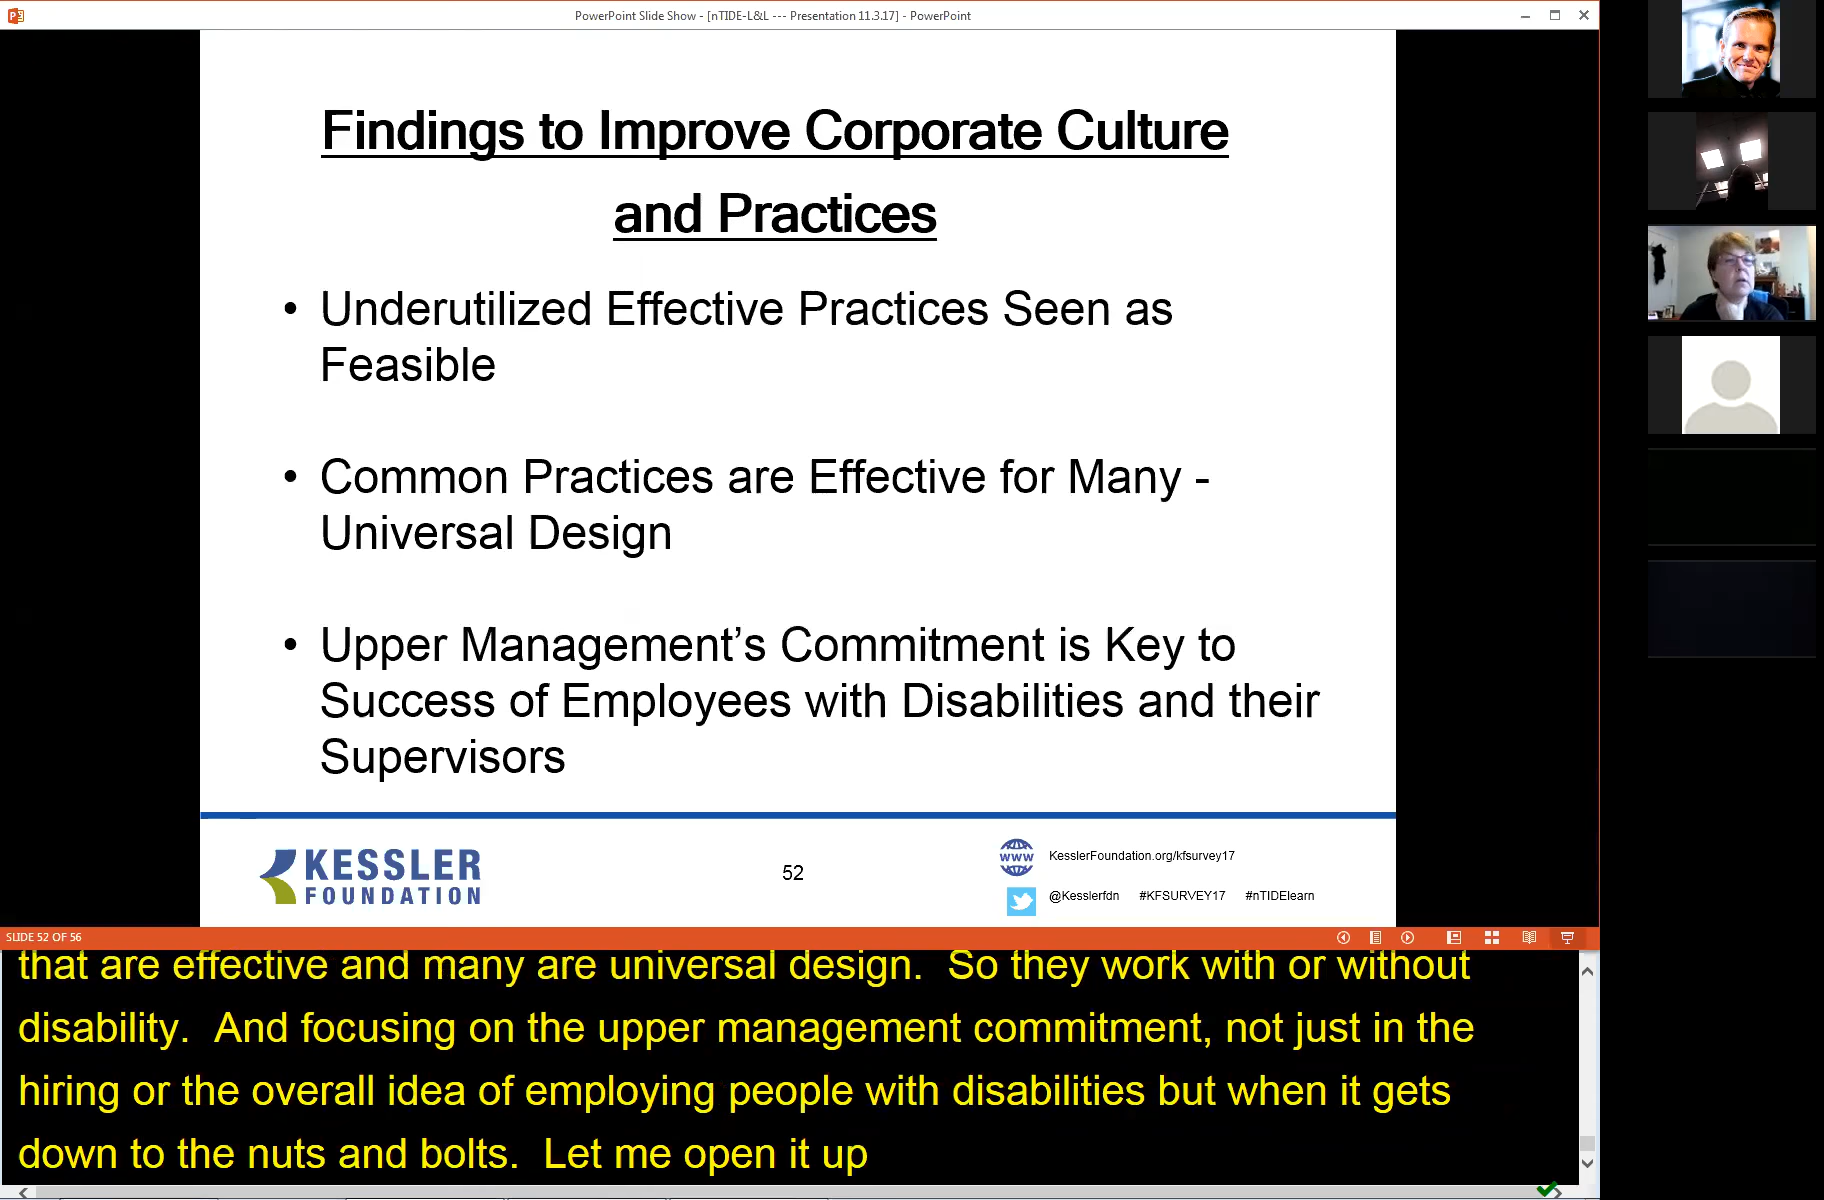 PowerPoint Slide Show - [nTIDE-L&L --- Presentation 11.3.17] - PowerPoint
Findings to Improve Corporate Culture
and Practices
• Underutilized Effective Practices Seen as
Feasible
• Common Practices are Effective for Many -
Universal Design
• Upper Management’s Commitment is Key to
Success of Employees with Disabilities and their
Supervisors
KESSLER
FOUNDATION
52
WWW
KesslerFoundation.org/kfsurvey17
@Kesslerfdn #KFSURVEY17 #nTIDElearn
SLIDE 52 OF 56
that are effective and many are universal design.  So they work with or without
disability.  And focusing on the upper management commitment, not just in the
hiring or the overall idea of employing people with disabilities but when it gets
down to the nuts and bolts.  Let me open it up